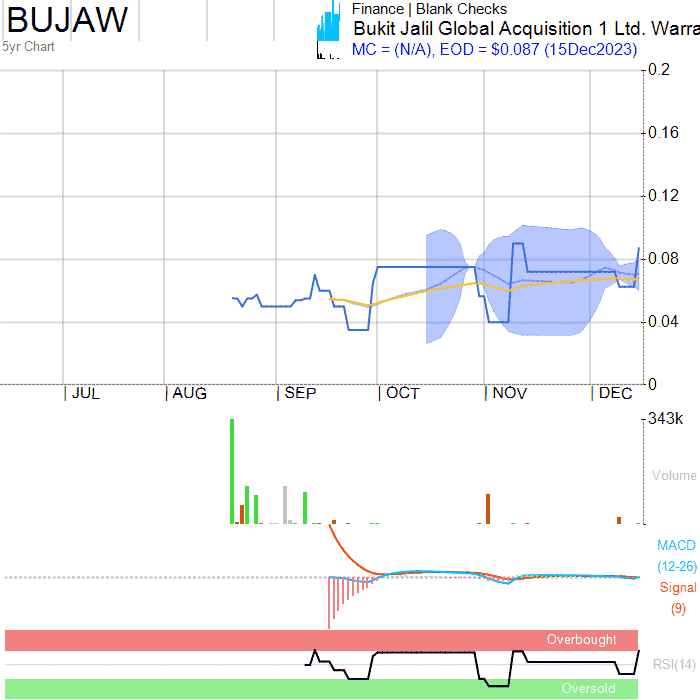 BUJAW
5yr Chart
Finance | Blank Checks
Bukit Jalil Global Acquisition 1 Ltd. Warra
MC = (N/A), EOD = $0.087 (15Dec2023)
0.2
0.16
0.12
0.08
0.04
0
JUL AUG SEP OCT NOV DEC
343k
Volume
MACD
(12-26)
Signal
(9)
Overbought
RSI(14)
Oversold